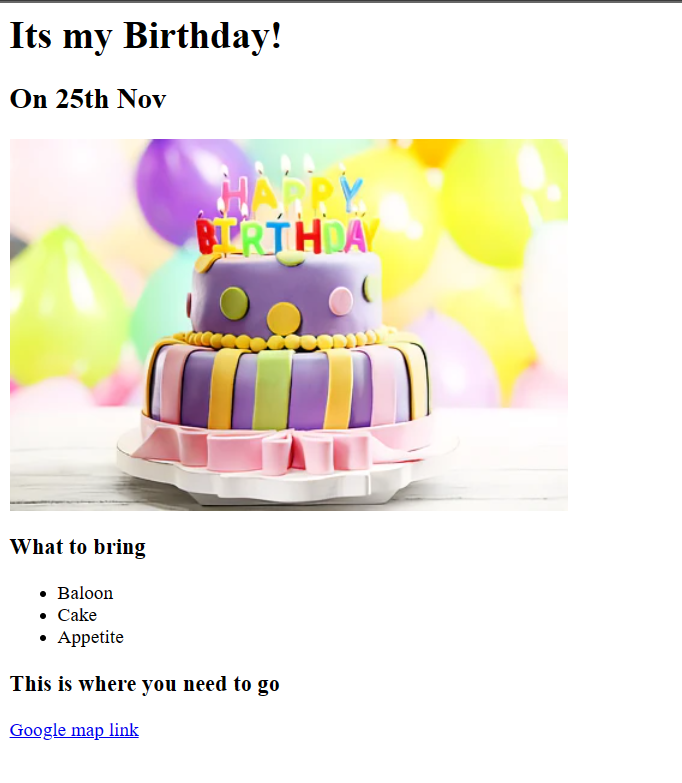 Its my Birthday!
On 25th Nov
HAPPY
BIRTHDAY
What to bring
Baloon
Cake
Appetite
This is where you need to go
Google map link